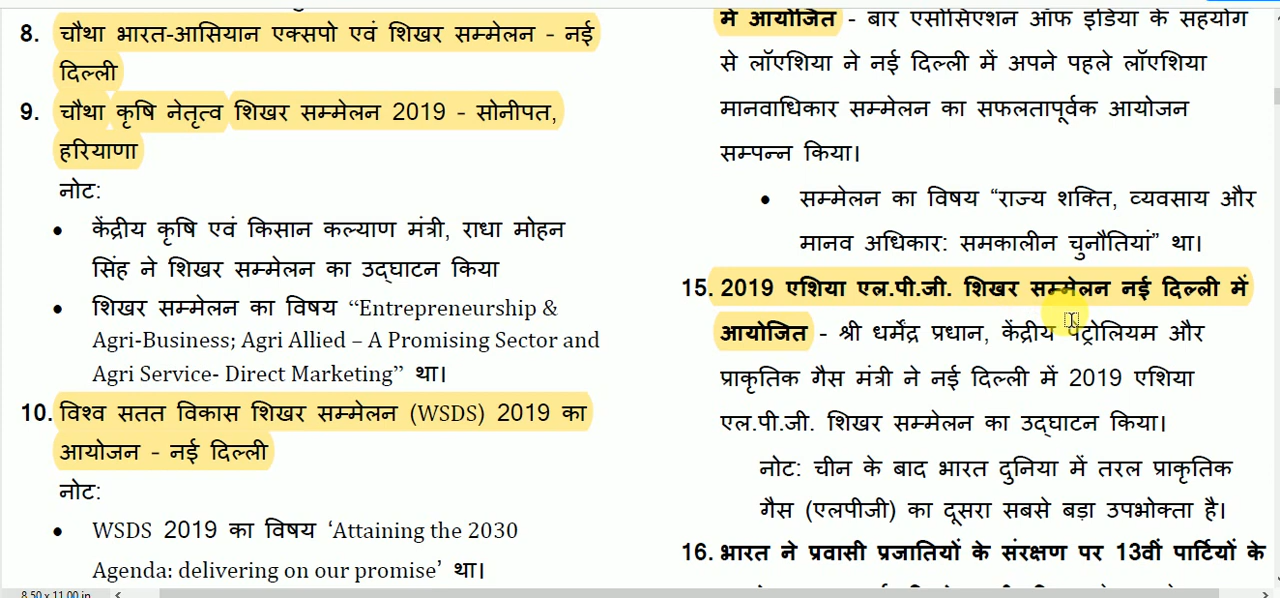 8. चौथा भारत-आसियान एक्सपो एवं शिखर सम्मेलन - नई
दिल्ली
9. चौथा कृषि नेतृत्व शिखर सम्मेलन 2019 - सोनीपत,
हरियाणा
नोट:
• केंद्रीय कृषि एवं किसान कल्याण मंत्री, राधा मोहन
सिंह ने शिखर सम्मेलन का उद्घाटन किया
• शिखर सम्मेलन का विषय “Entrepreneurship &
Agri-Business; Agri Allied – A Promising Sector and
Agri Service- Direct Marketing” था।
10. विश्व सतत विकास शिखर सम्मेलन (WSDS) 2019 का
आयोजन - नई दिल्ली
नोट:
• WSDS 2019 का विषय ‘Attaining the 2030
Agenda: delivering on our promise’ था।
में आयोजित - बार एसोसिएशन ऑफ इंडिया के सहयोग
से लॉएशिया ने नई दिल्ली में अपने पहले लॉएशिया
मानवाधिकार सम्मेलन का सफलतापूर्वक आयोजन
सम्पन्न किया।
• सम्मेलन का विषय “राज्य शक्ति, व्यवसाय और
मानव अधिकार: समकालीन चुनौतियां” था।
15. 2019 एशिया एल.पी.जी. शिखर सम्मेलन नई दिल्ली में
आयोजित - श्री धर्मेंद्र प्रधान, केंद्रीय पेट्रोलियम और
प्राकृतिक गैस मंत्री ने नई दिल्ली में 2019 एशिया
एल.पी.जी. शिखर सम्मेलन का उद्घाटन किया।
नोट: चीन के बाद भारत दुनिया में तरल प्राकृतिक
गैस (एलपीजी) का दूसरा सबसे बड़ा उपभोक्ता है।
16. भारत ने प्रवासी प्रजातियों के संरक्षण पर 13वीं पार्टियों के
8.50 x 11.00 in